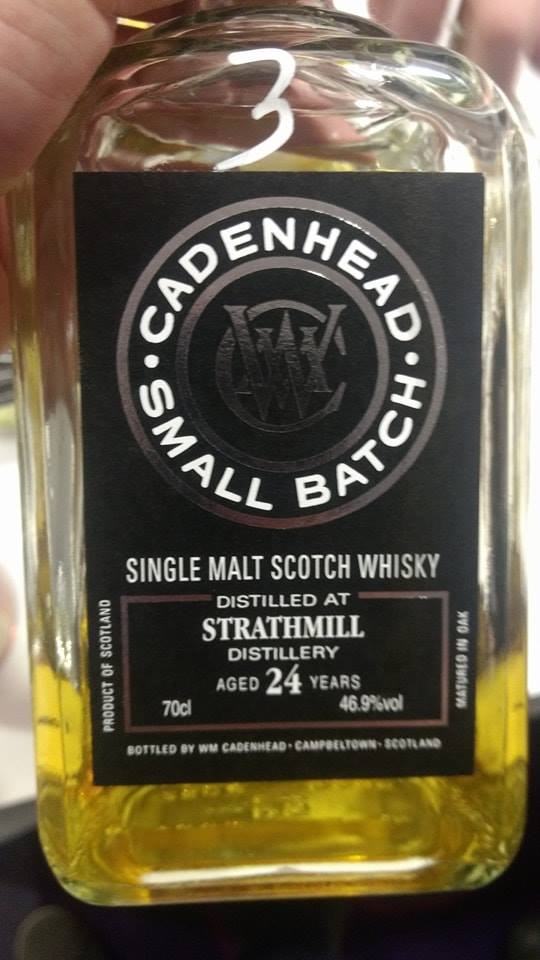 3
CADENHEAD
• SMALL BATCH •
WC
SINGLE MALT SCOTCH WHISKY
DISTILLED AT
STRATHMILL
DISTILLERY
AGED 24 YEARS
70cl 46.9%vol
PRODUCT OF SCOTLAND
MATURED IN OAK
BOTTLED BY WM CADENHEAD · CAMPBELTOWN · SCOTLAND